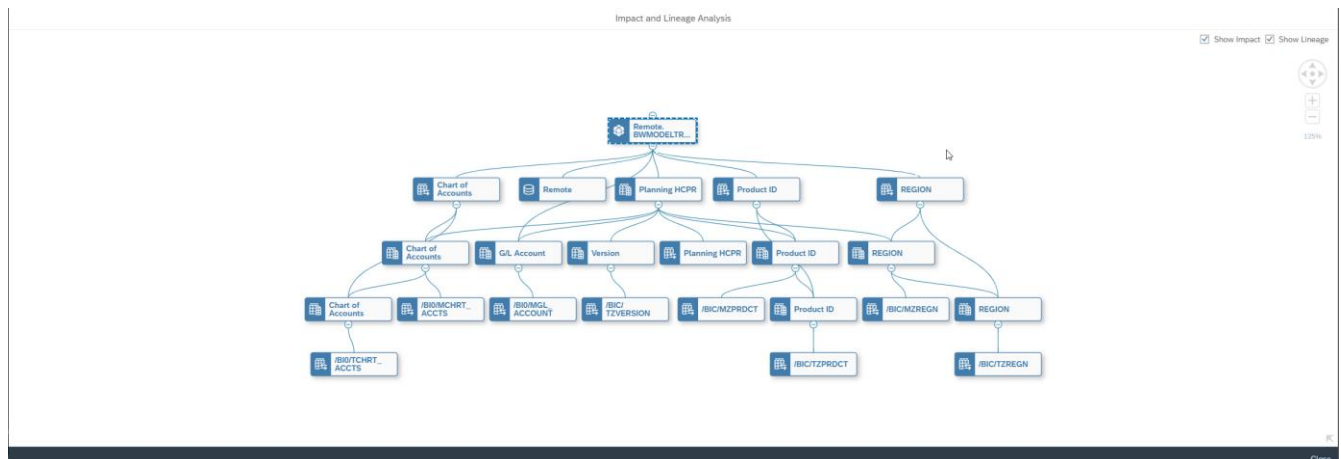 Impact and Lineage Analysis
Show Impact Show Lineage
125%
Remote.
BWMODELTR...
Chart of
Accounts
Remote
Planning HCPR
Product ID
REGION
Chart of
Accounts
G/L Account
Version
Planning HCPR
Product ID
REGION
Chart of
Accounts
/BI0/MCHRT_
ACCTS
/BI0/MGL_
ACCOUNT
/BIC/
TZVERSION
/BIC/MZPRDCT
Product ID
/BIC/MZREGN
REGION
/BI0/TCHRT_
ACCTS
/BIC/TZPRDCT
/BIC/TZREGN
Close